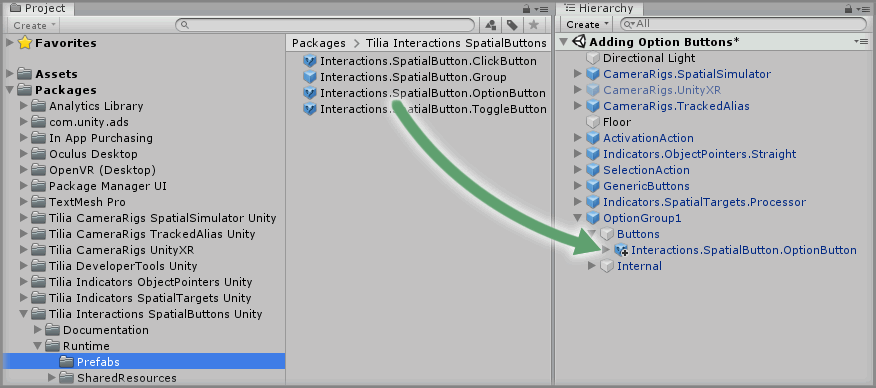 Project
Create
Favorites
Assets
Packages
Analytics Library
com.unity.ads
In App Purchasing
Oculus Desktop
OpenVR (Desktop)
Package Manager UI
TextMesh Pro
Tilia CameraRigs SpatialSimulator Unity
Tilia CameraRigs TrackedAlias Unity
Tilia CameraRigs UnityXR
Tilia DeveloperTools Unity
Tilia Indicators ObjectPointers Unity
Tilia Indicators SpatialTargets Unity
Tilia Interactions SpatialButtons Unity
Documentation
Runtime
Prefabs
SharedResources
Packages > Tilia Interactions SpatialButtons
Interactions.SpatialButton.ClickButton
Interactions.SpatialButton.Group
Interactions.SpatialButton.OptionButton
Interactions.SpatialButton.ToggleButton
Hierarchy
Create All
Adding Option Buttons*
Directional Light
CameraRigs.SpatialSimulator
CameraRigs.UnityXR
CameraRigs.TrackedAlias
Floor
ActivationAction
Indicators.ObjectPointers.Straight
SelectionAction
GenericButtons
Indicators.SpatialTargets.Processor
OptionGroup1
Buttons
Interactions.SpatialButton.OptionButton
Internal